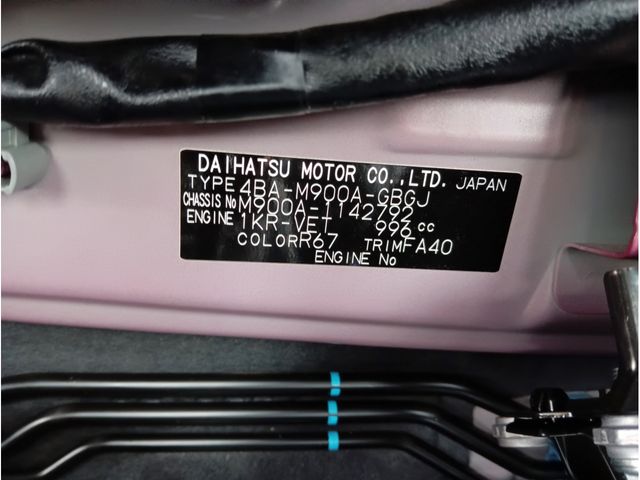 DAIHATSU MOTOR CO.,LTD. JAPAN
TYPE 4BA-M900A-GBGJ
CHASSIS No M900A-1142792
ENGINE 1KR-VET 996 cc
COLOR R67 TRIM FA40
ENGINE No